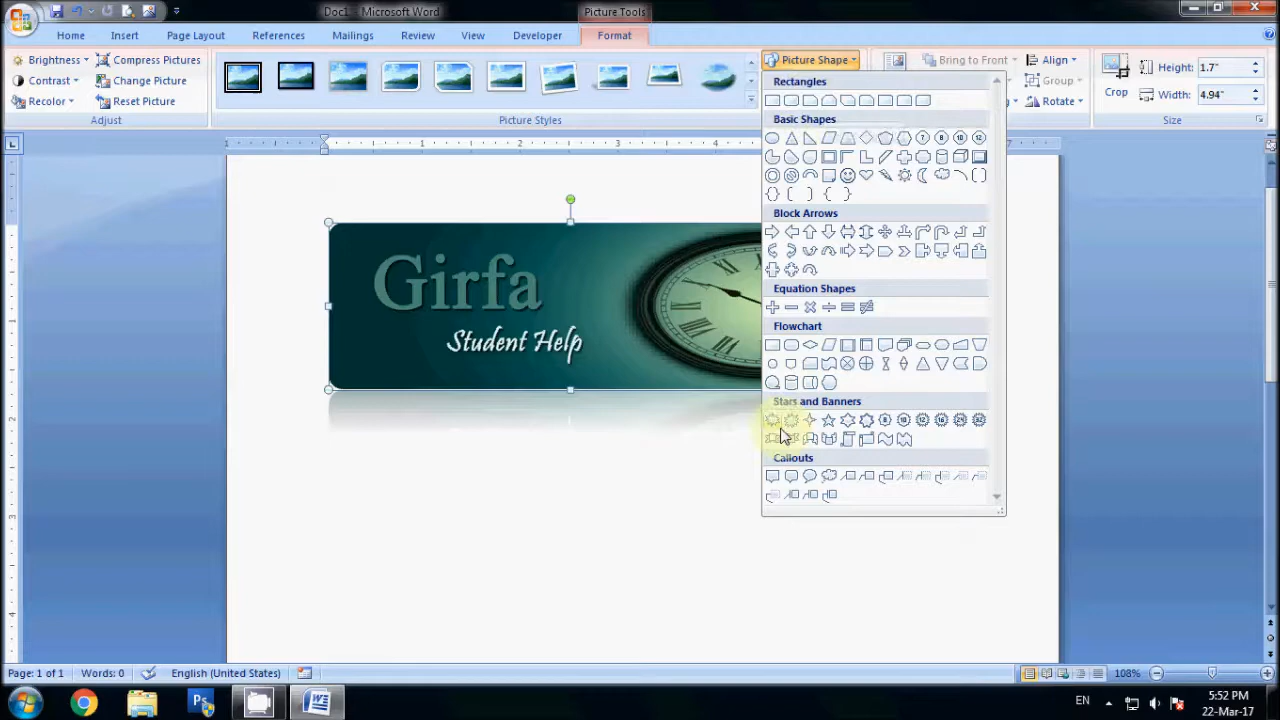 Doc1 - Microsoft Word
Picture Tools
Home
Insert
Page Layout
References
Mailings
Review
View
Developer
Format
Brightness
Compress Pictures
Contrast
Change Picture
Recolor
Reset Picture
Adjust
Picture Styles
Picture Shape
Bring to Front
Align
Group
Rotate
Crop
Height:
1.7"
Width:
4.94"
Size
Rectangles
Basic Shapes
Block Arrows
Equation Shapes
Flowchart
Stars and Banners
Callouts
Girfa
Student Help
Page: 1 of 1
Words: 0
English (United States)
108%
EN
5:52 PM
22-Mar-17